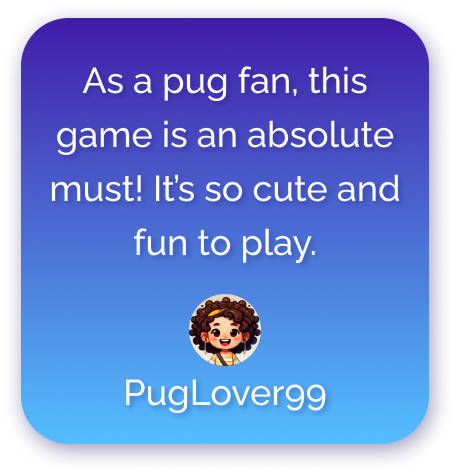 As a pug fan, this
game is an absolute
must! It’s so cute and
fun to play.
PugLover99